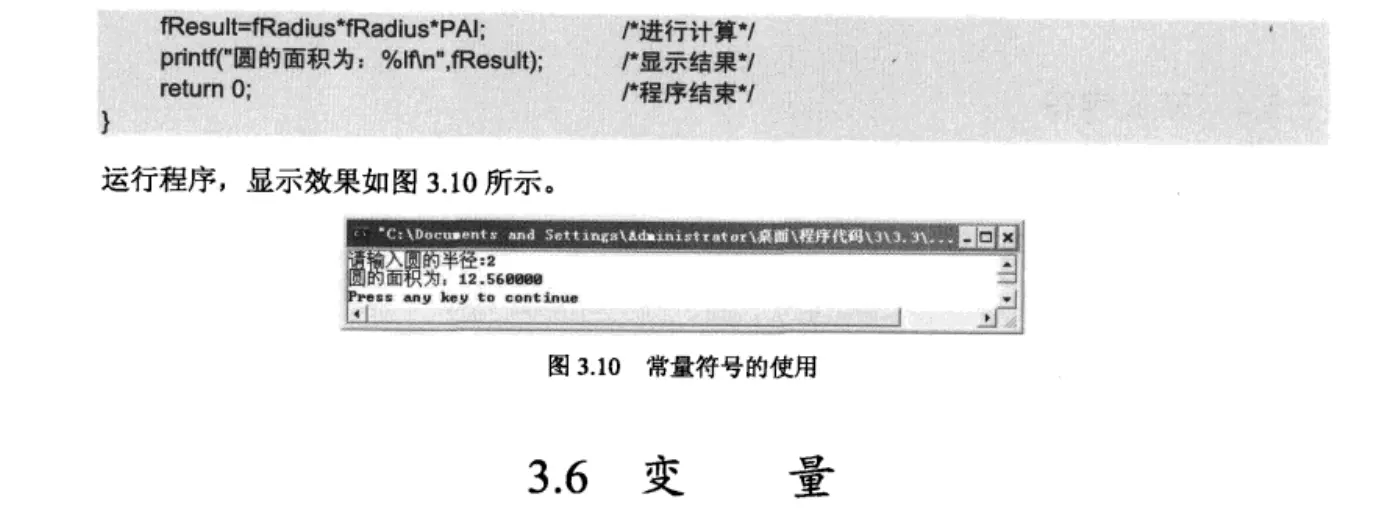 fResult=fRadius*fRadius*PAI; /*进行计算*/
printf("圆的面积为：%lf\n",fResult); /*显示结果*/
return 0; /*程序结束*/
}
运行程序，显示效果如图 3.10 所示。
"C:\Documents and Settings\Administrator\桌面\程序代码\3\3.3\...
请输入圆的半径:2
圆的面积为：12.560000
Press any key to continue
图 3.10 常量符号的使用
3.6 变 量